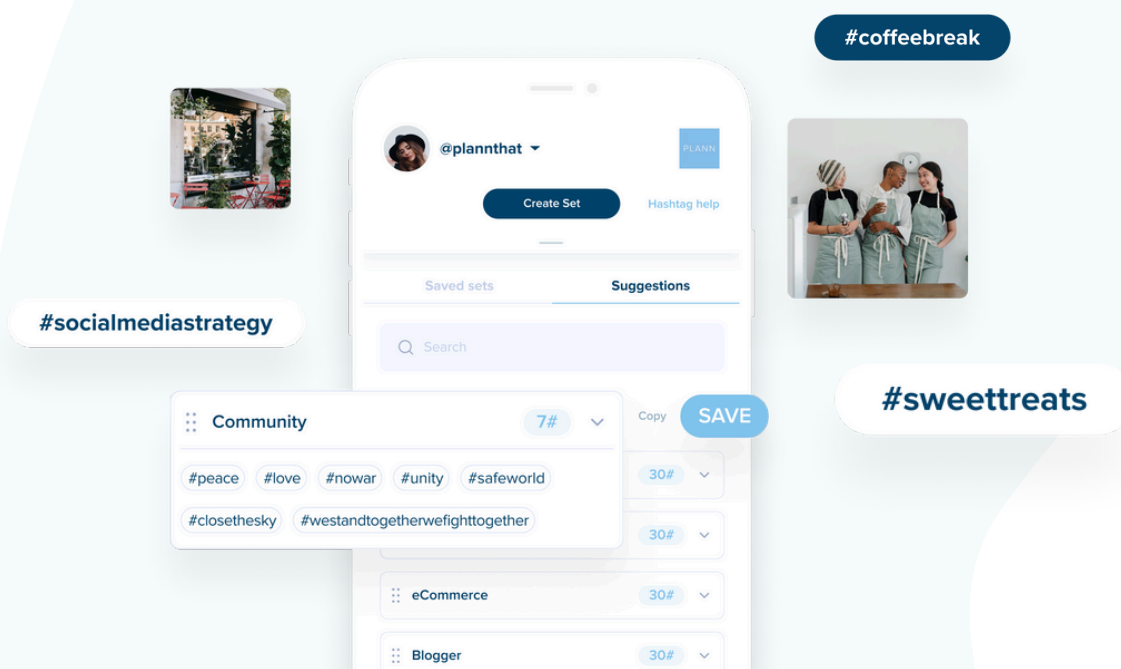 #coffeebreak
@plannthat
PLANN
Create Set
Hashtag help
Saved sets
Suggestions
#socialmediastrategy
Search
#sweettreats
Community
7#
Copy
SAVE
#peace
#love
#nowar
#unity
#safeworld
30#
#closethesky
#westandtogetherwefighttogether
30#
eCommerce
30#
Blogger
30#